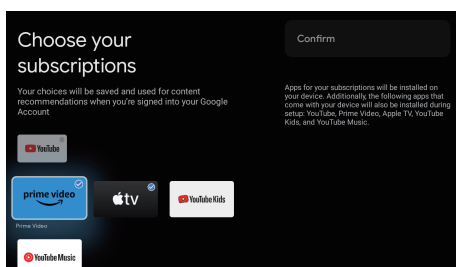 Choose your
subscriptions
Your choices will be saved and used for content
recommendations when you're signed into your Google
Account
YouTube
prime video
tv
YouTube Kids
Prime Video
YouTube Music
Confirm
Apps for your subscriptions will be installed on
your device. Additionally, the following apps that
come with your device will also be installed during
setup: YouTube, Prime Video, Apple TV, YouTube
Kids, and YouTube Music.